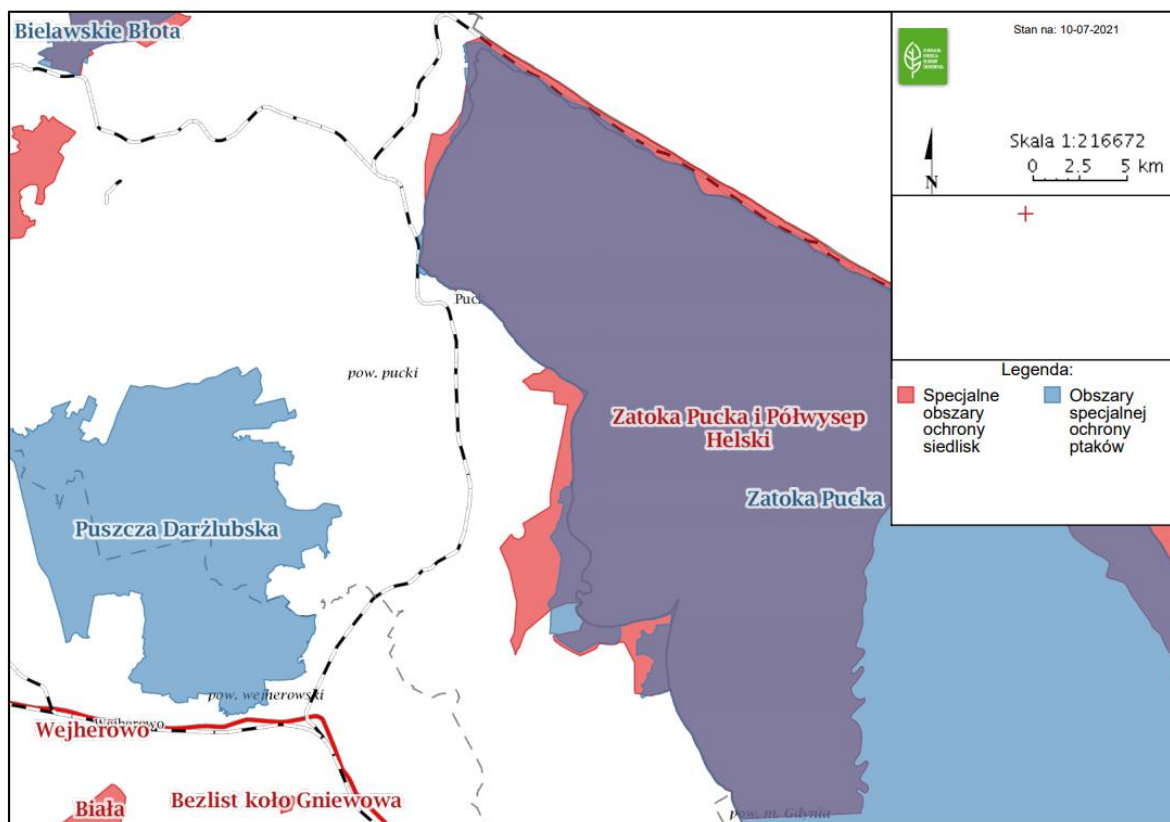 Bielawskie Błota
Stan na: 10-07-2021
Skala 1:216672
0 2.5 5 km
N
Puck
pow. pucki
Legenda:
Specjalne
obszary
ochrony
siedlisk
Obszary
specjalnej
ochrony
ptaków
Zatoka Pucka i Półwysep
Helski
Zatoka Pucka
Puszcza Darżlubska
pow. wejherowski
Wejherowo
Wejherowo
Biała
Bezlist koło Gniewowa
pow. m. Gdynia